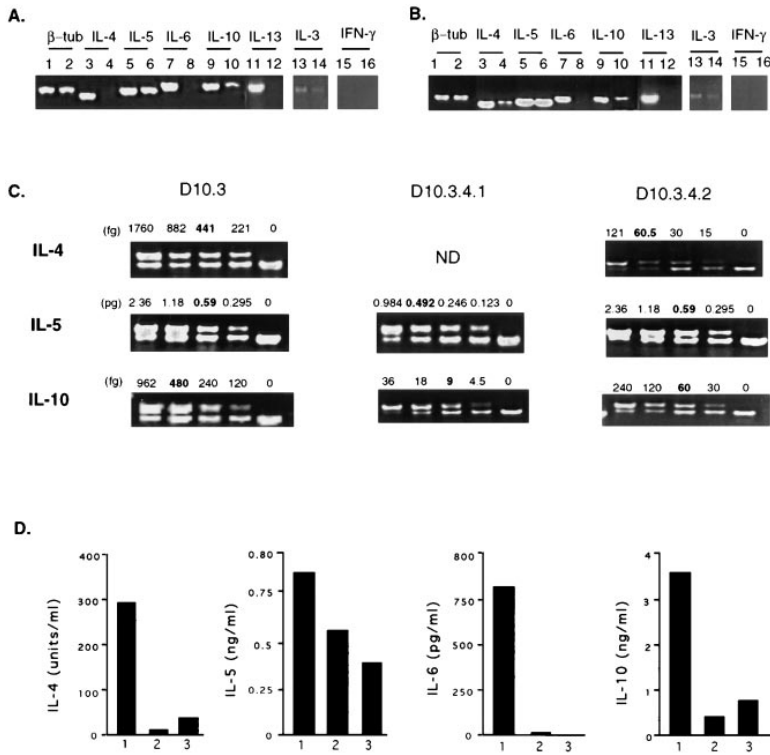 A.
β-tub IL-4 IL-5 IL-6 IL-10 IL-13 IL-3 IFN-γ
1 2 3 4 5 6 7 8 9 10 11 12 13 14 15 16
B.
β-tub IL-4 IL-5 IL-6 IL-10 IL-13 IL-3 IFN-γ
1 2 3 4 5 6 7 8 9 10 11 12 13 14 15 16
C.
D10.3 D10.3.4.1 D10.3.4.2
IL-4
(fg) 1760 882 441 221 0
ND
121 60.5 30 15 0
IL-5
(pg) 2.36 1.18 0.59 0.295 0
0.984 0.492 0.246 0.123 0
2.36 1.18 0.59 0.295 0
IL-10
(fg) 962 480 240 120 0
36 18 9 4.5 0
240 120 60 30 0
D.
IL-4 (units/ml)
400
300
200
100
0
1 2 3
IL-5 (ng/ml)
0.80
0.75
0.5
0.25
0
1 2 3
IL-6 (pg/ml)
800
750
500
250
0
1 2 3
IL-10 (ng/ml)
4
3
2
1
0
1 2 3